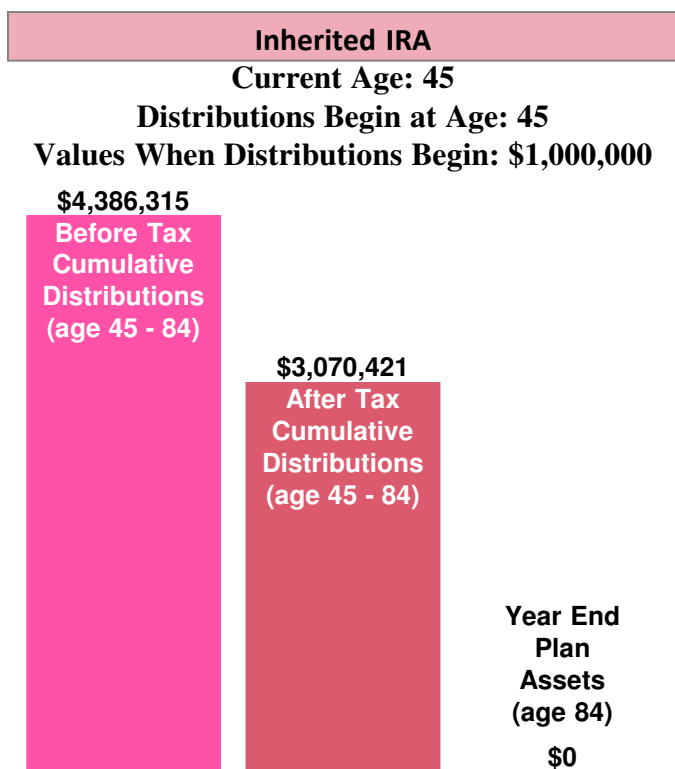 Inherited IRA
Current Age: 45
Distributions Begin at Age: 45
Values When Distributions Begin: $1,000,000
$4,386,315
Before Tax
Cumulative
Distributions
(age 45 - 84)
$3,070,421
After Tax
Cumulative
Distributions
(age 45 - 84)
Year End
Plan
Assets
(age 84)
$0